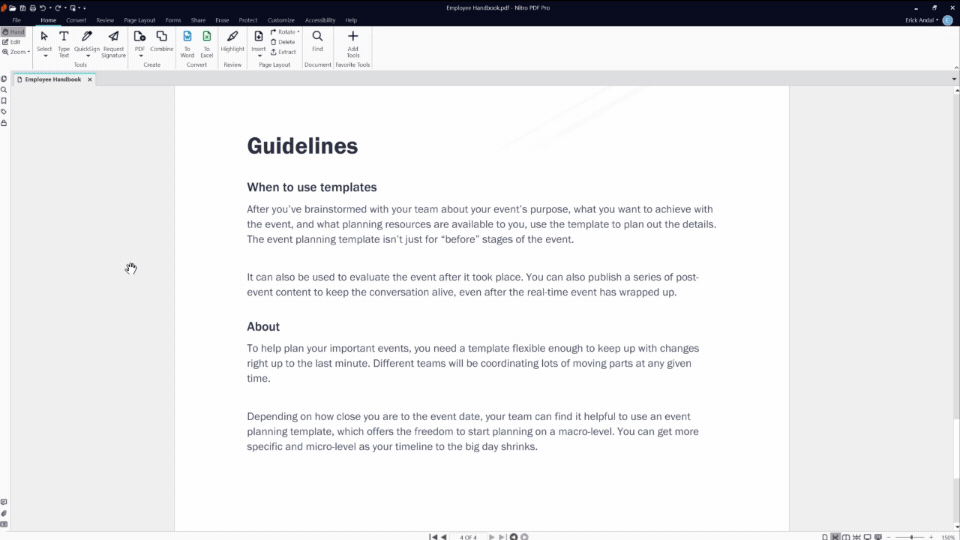 Employee Handbook.pdf - Nitro PDF Pro
File Home Convert Review Page Layout Forms Share Erase Protect Customize Accessibility Help
Erick Andal
Hand
Edit
Zoom
Select
Type Text
QuickSign
Request Signature
Tools
PDF
Combine
Create
To Word
To Excel
Convert
Highlight
Review
Insert
Rotate
Delete
Extract
Page Layout
Find
Document
Add Tools
Favorite Tools
Employee Handbook
Guidelines
When to use templates
After you've brainstormed with your team about your event's purpose, what you want to achieve with
the event, and what planning resources are available to you, use the template to plan out the details.
The event planning template isn't just for “before” stages of the event.
It can also be used to evaluate the event after it took place. You can also publish a series of post-
event content to keep the conversation alive, even after the real-time event has wrapped up.
About
To help plan your important events, you need a template flexible enough to keep up with changes
right up to the last minute. Different teams will be coordinating lots of moving parts at any given
time.
Depending on how close you are to the event date, your team can find it helpful to use an event
planning template, which offers the freedom to start planning on a macro-level. You can get more
specific and micro-level as your timeline to the big day shrinks.
4 OF 4
150%